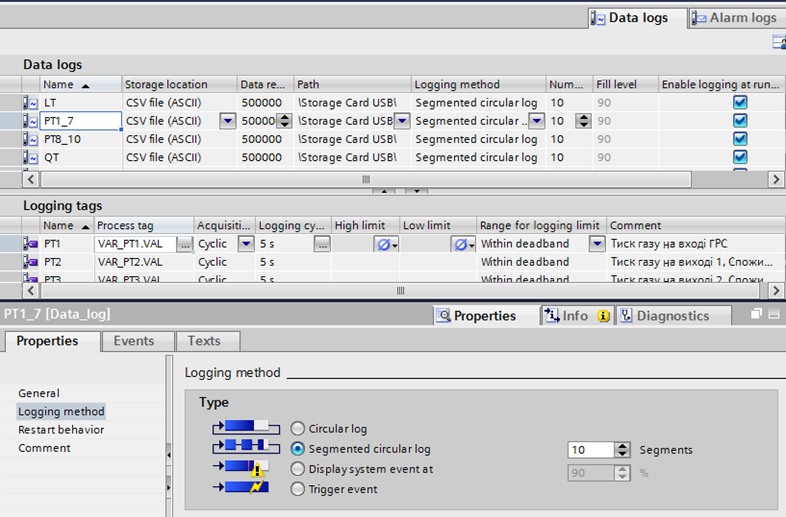 Data logs Alarm logs
Data logs
Name Storage location Data re... Path Logging method Num... Fill level Enable logging at run...
LT CSV file (ASCII) 500000 \Storage Card USB\ Segmented circular log 10 90
PT1_7 CSV file (ASCII) 50000 \Storage Card USB\ Segmented circular .. 10 90
PT8_10 CSV file (ASCII) 500000 \Storage Card USB\ Segmented circular log 10 90
QT CSV file (ASCII) 500000 \Storage Card USB\ Segmented circular log 10 90
Logging tags
Name Process tag Acquisiti... Logging cy... High limit Low limit Range for logging limit Comment
PT1 VAR_PT1.VAL ... Cyclic 5 s ... Within deadband Тиск газу на вході ГРС
PT2 VAR_PT2.VAL Cyclic 5 s Within deadband Тиск газу на виході 1, Спожи...
PT3 VAR_PT3.VAL Cyclic 5 s Within deadband Тиск газу на виході 2, Спожи...
PT1_7 [Data_log] Properties Info Diagnostics
Properties Events Texts
Logging method
General
Type
Logging method
Circular log
Restart behavior
Segmented circular log 10 Segments
Comment
Display system event at 90 %
Trigger event